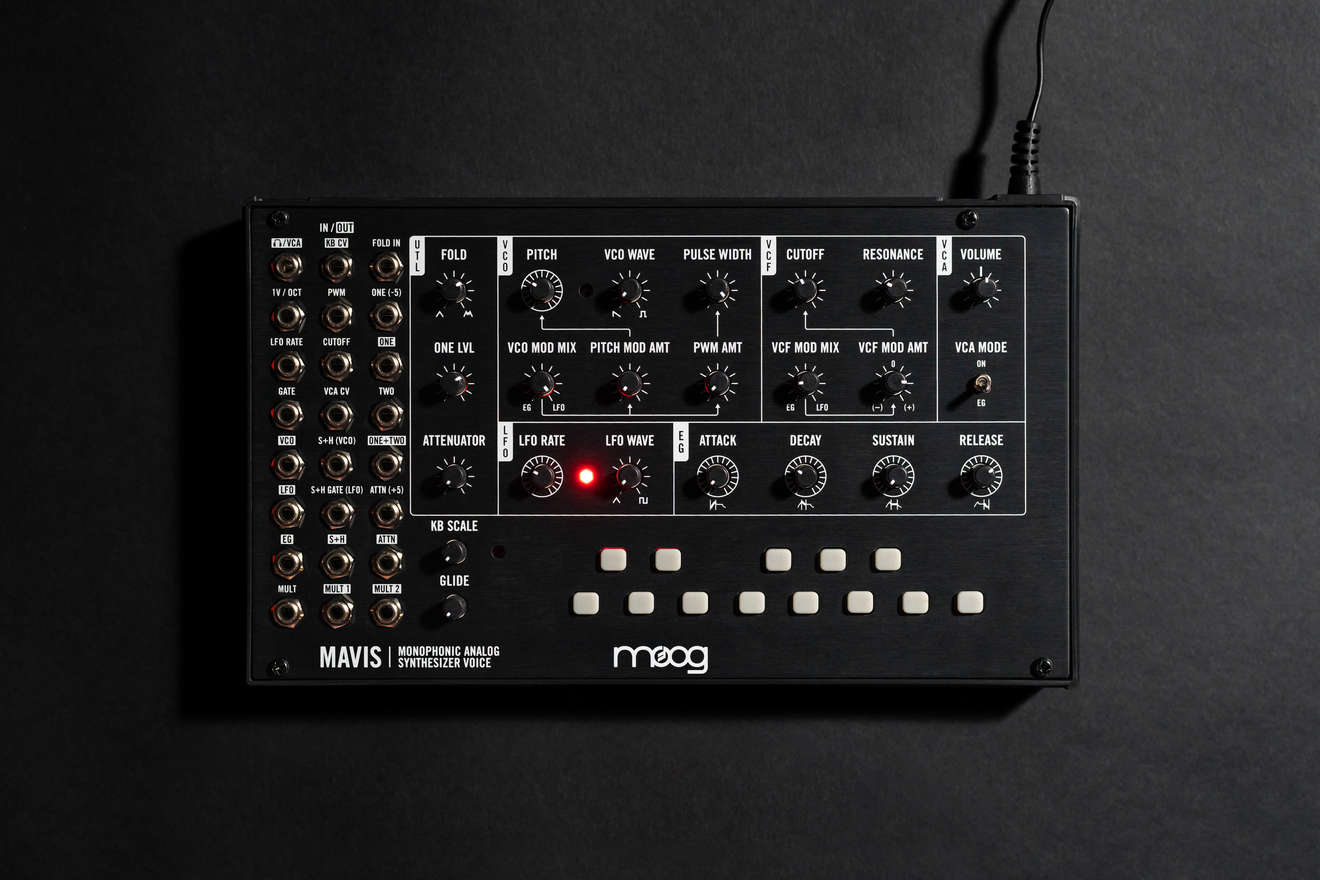 IN / OUT
/VCA KB CV FOLD IN
1V / OCT PWM ONE (-5)
LFO RATE CUTOFF ONE
GATE VCA CV TWO
VCO S+H (VCO) ONE+TWO
LFO S+H GATE (LFO) ATTN (+5)
EG S+H ATTN
MULT MULT 1 MULT 2
UTL
FOLD
ONE LVL
ATTENUATOR
VCO
PITCH VCO WAVE PULSE WIDTH
VCO MOD MIX PITCH MOD AMT PWM AMT
EG LFO
VCF
CUTOFF RESONANCE
VCF MOD MIX VCF MOD AMT
0
EG LFO (−) (+)
VCA
VOLUME
VCA MODE
ON
EG
LFO
LFO RATE LFO WAVE
EG
ATTACK DECAY SUSTAIN RELEASE
KB SCALE
GLIDE
MAVIS
MONOPHONIC ANALOG
SYNTHESIZER VOICE
moog